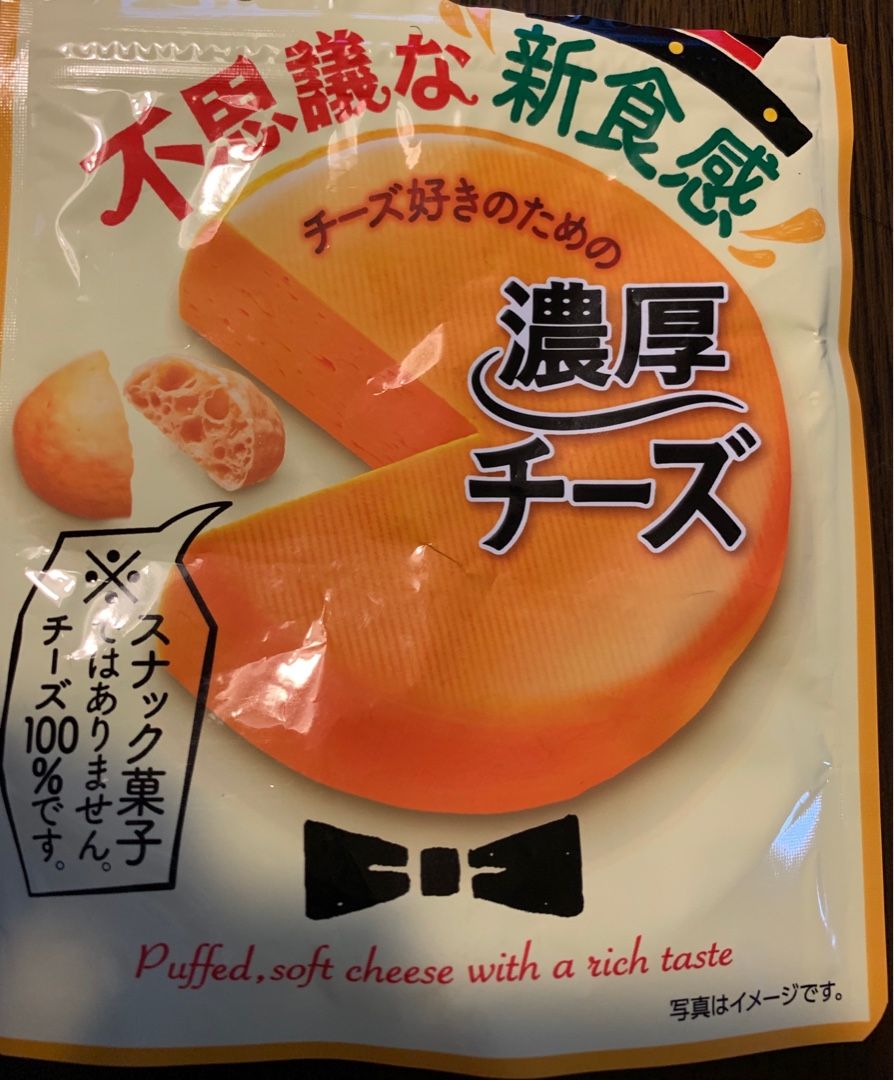 不思議な新食感
チーズ好きのための
濃厚
チーズ
※スナック菓子
ではありません。
チーズ100%です。
Puffed, soft cheese with a rich taste
写真はイメージです。